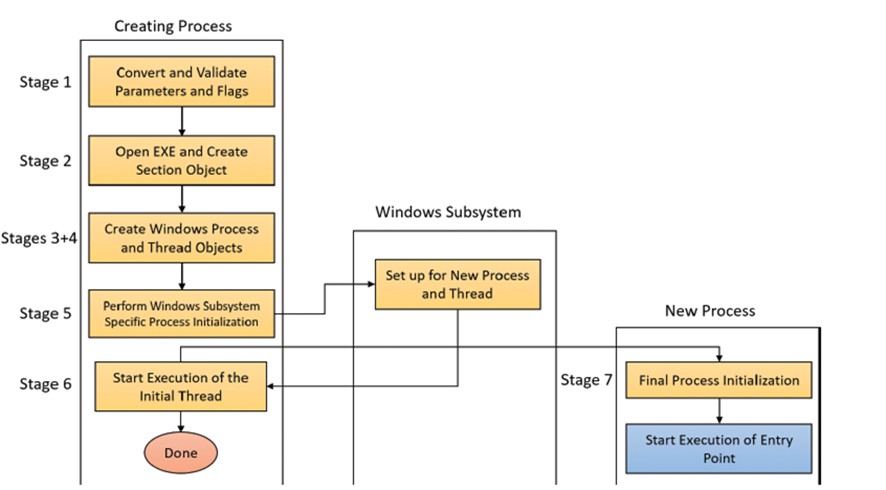 Creating Process
Stage 1
Convert and Validate
Parameters and Flags
Stage 2
Open EXE and Create
Section Object
Stages 3+4
Create Windows Process
and Thread Objects
Stage 5
Perform Windows Subsystem
Specific Process Initialization
Windows Subsystem
Set up for New Process
and Thread
Stage 6
Start Execution of the
Initial Thread
Done
New Process
Stage 7
Final Process Initialization
Start Execution of Entry
Point